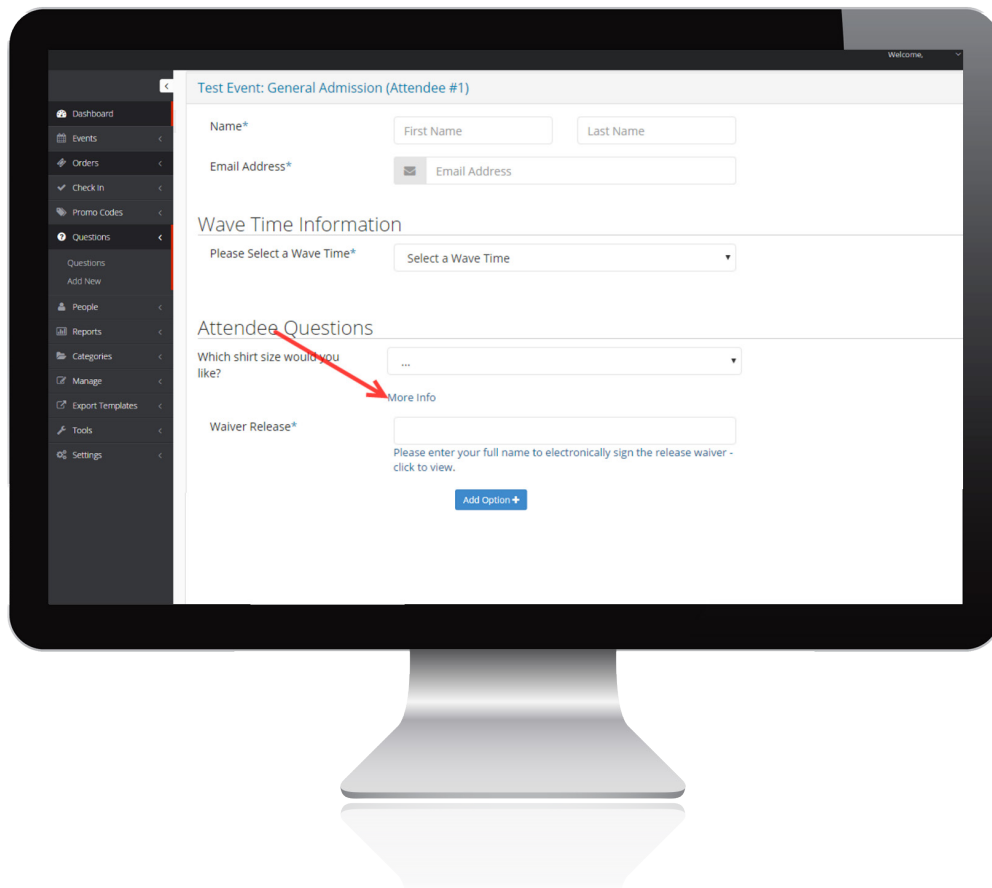 Welcome,
Test Event: General Admission (Attendee #1)
Dashboard
Events
Orders
Check In
Promo Codes
Questions
Questions
Add New
People
Reports
Categories
Manage
Export Templates
Tools
Settings
Name*
First Name
Last Name
Email Address*
Email Address
Wave Time Information
Please Select a Wave Time*
Select a Wave Time
Attendee Questions
Which shirt size would you
like?
...
More Info
Waiver Release*
Please enter your full name to electronically sign the release waiver -
click to view.
Add Option +